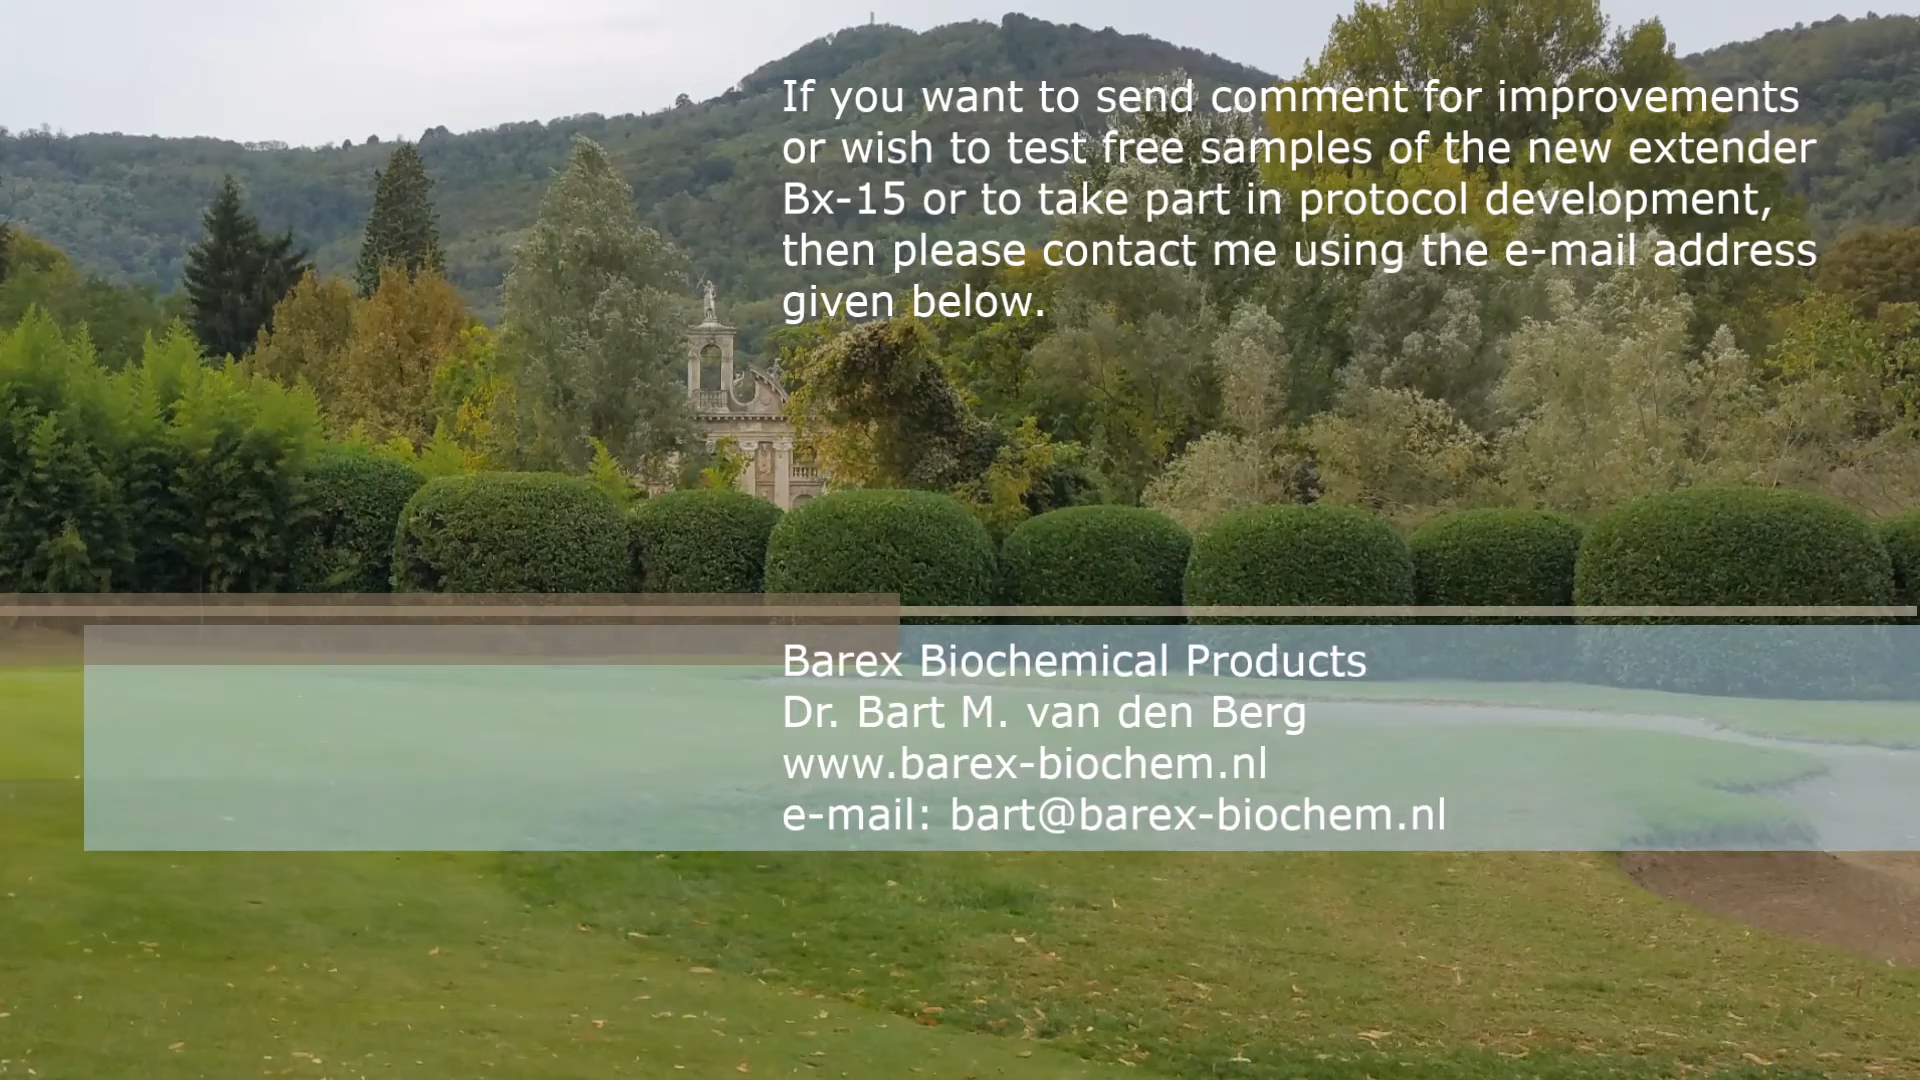 If you want to send comment for improvements
or wish to test free samples of the new extender
Bx-15 or to take part in protocol development,
then please contact me using the e-mail address
given below.
Barex Biochemical Products
Dr. Bart M. van den Berg
www.barex-biochem.nl
e-mail: bart@barex-biochem.nl